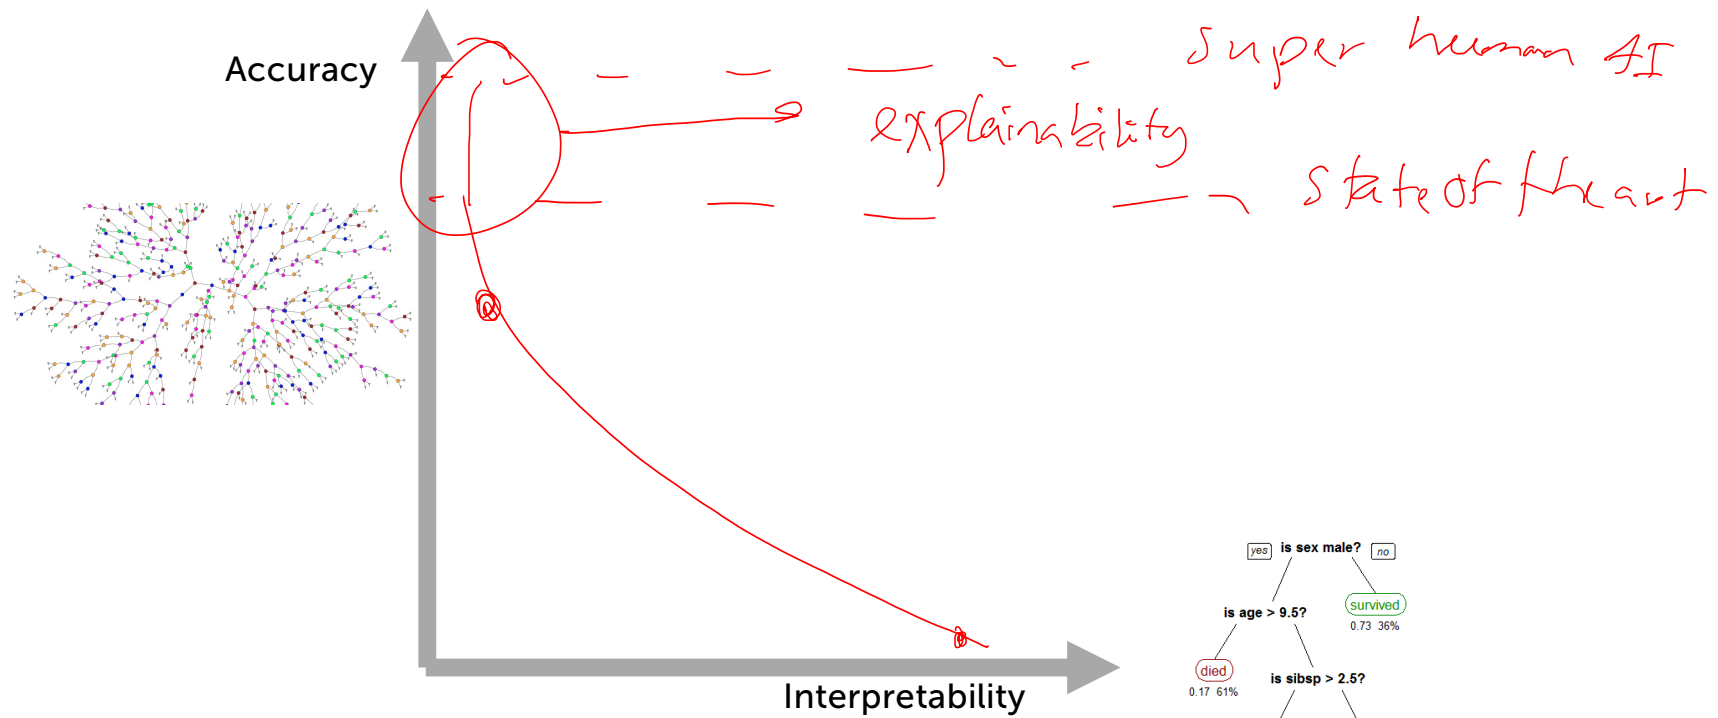 Super human AI
Accuracy
explainability
state of the art
yes is sex male? no
is age > 9.5?
survived
0.73 36%
died
0.17 61%
is sibsp > 2.5?
Interpretability